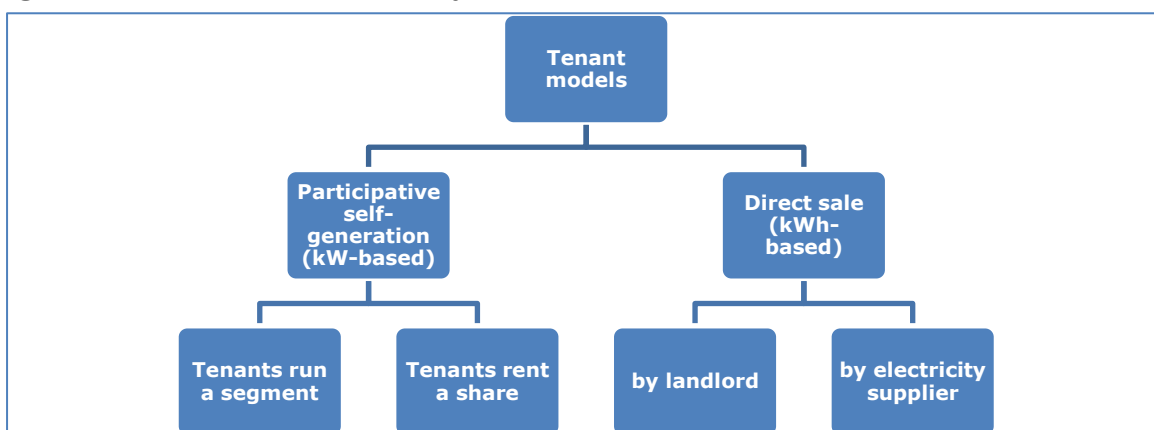 Tenant
models
Participative
self-
generation
(kW-based)
Direct sale
(kWh-
based)
Tenants run
a segment
Tenants rent
a share
by landlord
by electricity
supplier